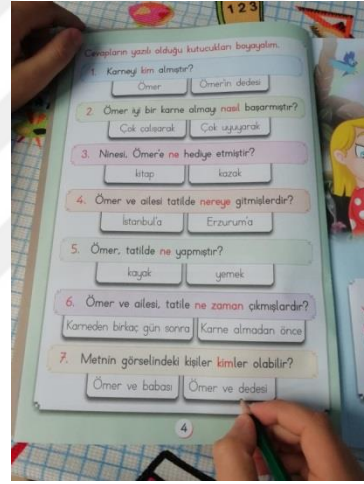 1 2 3
Cevapların yazılı olduğu kutucukları boyayalım.
1. Karneyi kim almıştır?
Ömer Ömer'in dedesi
2. Ömer iyi bir karne almayı nasıl başarmıştır?
Çok çalışarak Çok uyuyarak
3. Ninesi, Ömer'e ne hediye etmiştir?
kitap kazak
4. Ömer ve ailesi tatilde nereye gitmişlerdir?
İstanbul'a Erzurum'a
5. Ömer, tatilde ne yapmıştır?
kayak yemek
6. Ömer ve ailesi, tatile ne zaman çıkmışlardır?
Karneden birkaç gün sonra Karne almadan önce
7. Metnin görselindeki kişiler kimler olabilir?
Ömer ve babası Ömer ve dedesi
4